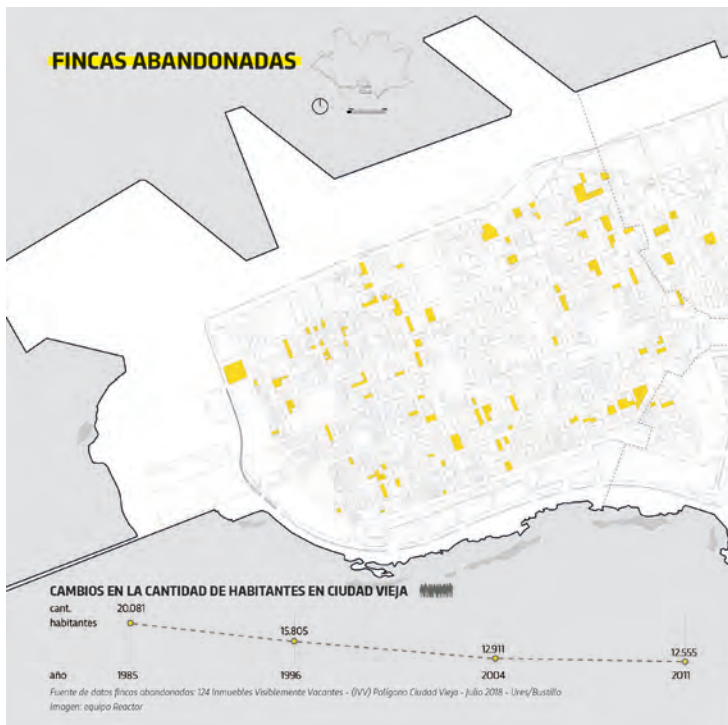 FINCAS ABANDONADAS
CAMBIOS EN LA CANTIDAD DE HABITANTES EN CIUDAD VIEJA
cant.
habitantes
20.081
15.805
12.911
12.555
año 1985 1996 2004 2011
Fuente de datos fincas abandonadas: 124 Inmuebles Visiblemente Vacantes - (IVV) Polígono Ciudad Vieja - Julio 2018 - Ures/Bustillo
Imagen: equipo Reactor